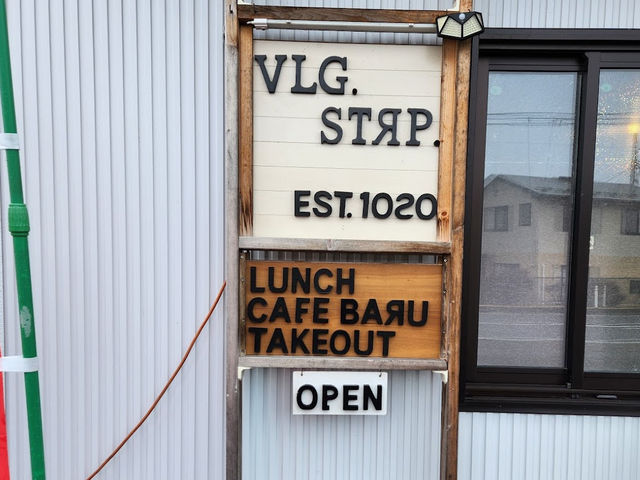 VLG.
STЯP.
EST. 1020
LUNCH
CAFE BAЯU
TAKEOUT
OPEN